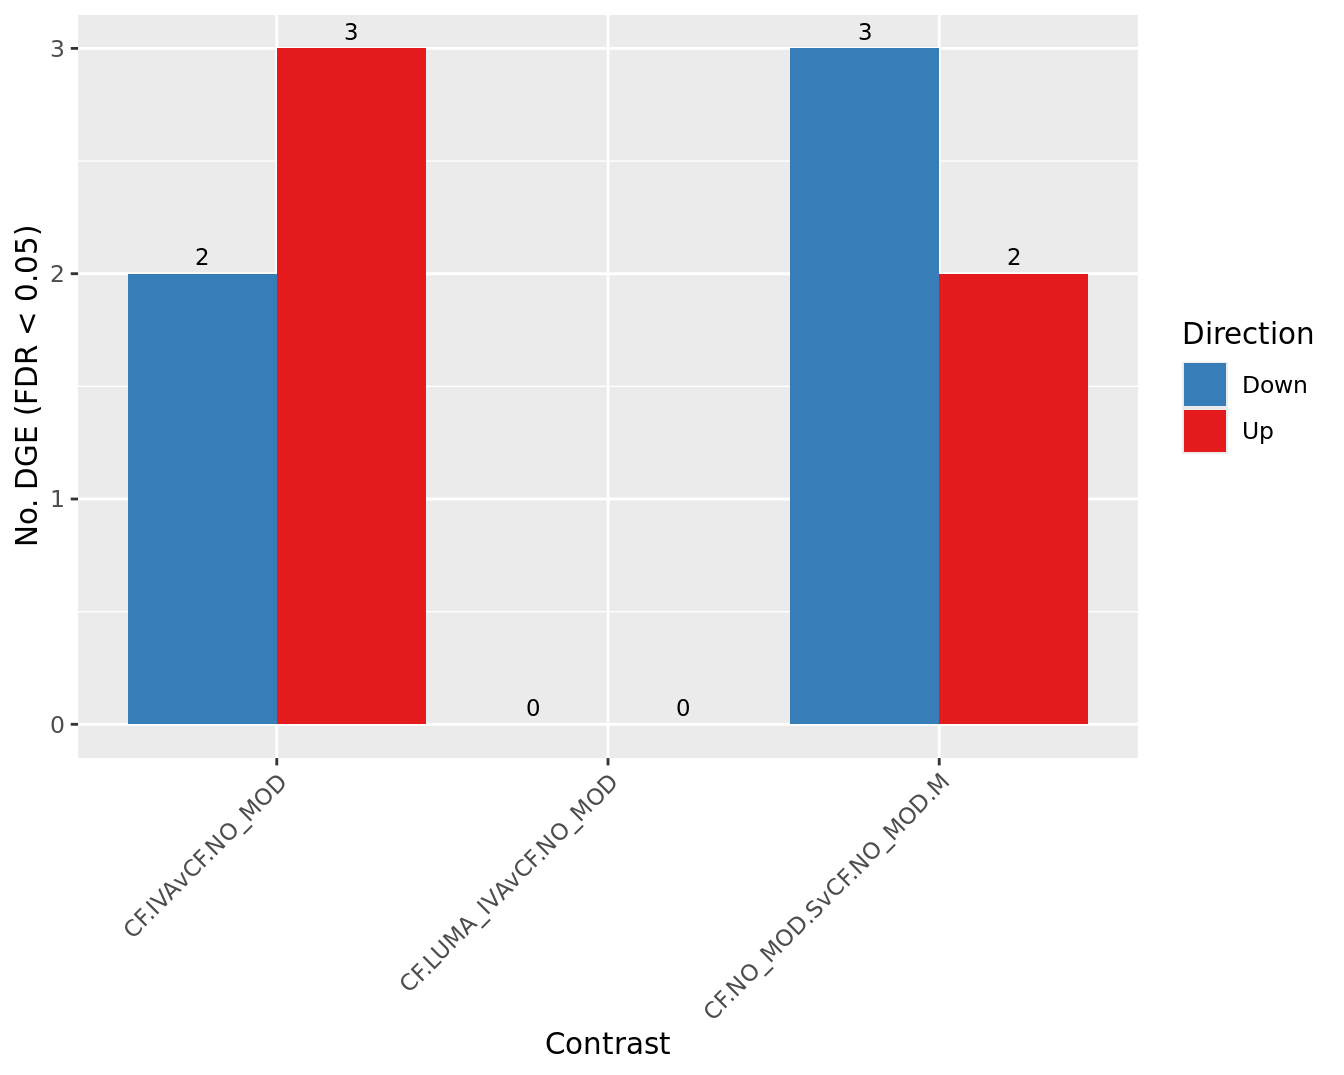 No. DGE (FDR < 0.05)
3
2
1
0
2
3
0
0
3
2
CF.IVAvCF.NO_MOD
CF.LUMA_IVAvCF.NO_MOD
CF.NO_MOD.SvCF.NO_MOD.M
Contrast
Direction
Down
Up